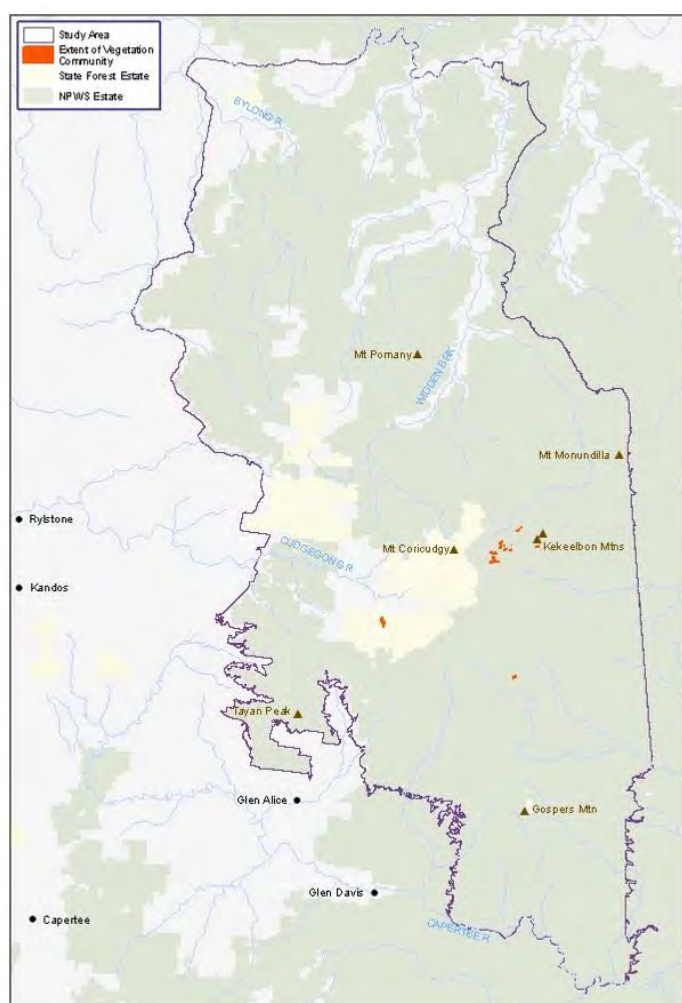 Study Area
Extent of Vegetation
Community
State Forest Estate
NPWS Estate
BYLONG R
Mt Pomany
WIDDEN BRK
Mt Monundilla
Rylstone
Kekeelbon Mtns
Mt Coricudgy
CUDGEGONG R
Kandos
Tayan Peak
Glen Alice
Gospers Mtn
Glen Davis
Capertee
CAPERTEE R